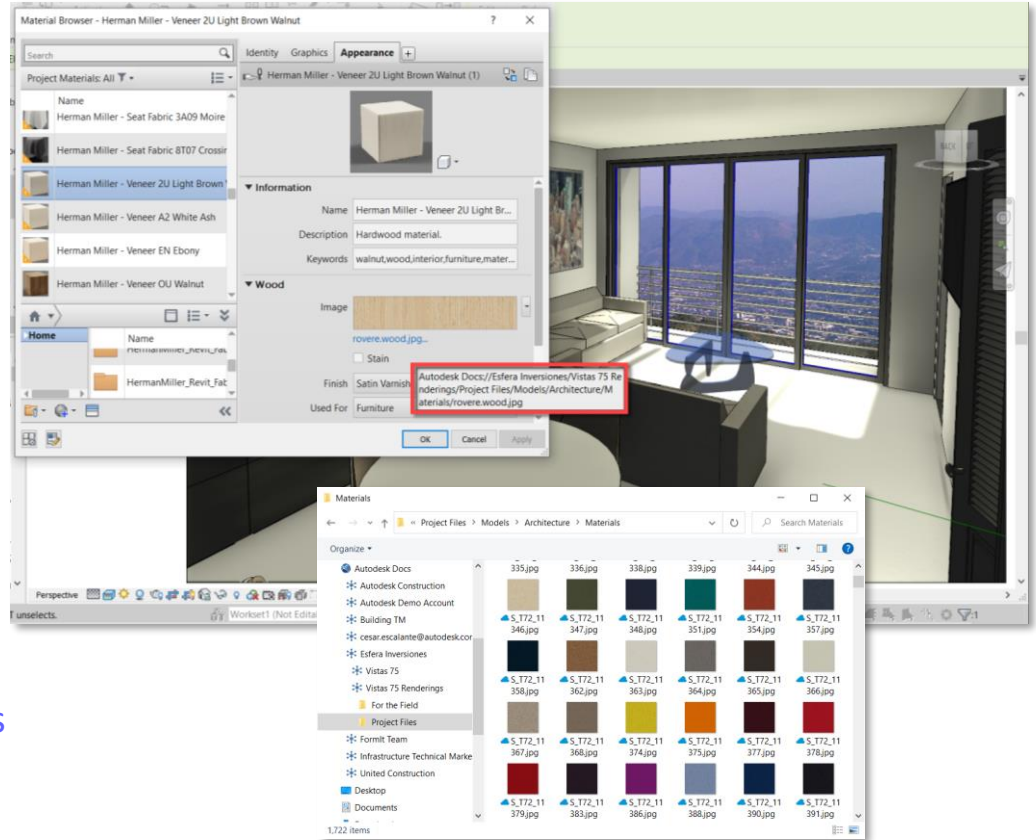 Material Browser - Herman Miller - Veneer 2U Light Brown Walnut
Search
Project Materials: All
Name
Herman Miller - Seat Fabric 3A09 Moire
Herman Miller - Seat Fabric 8T07 Crossin
Herman Miller - Veneer 2U Light Brown
Herman Miller - Veneer A2 White Ash
Herman Miller - Veneer EN Ebony
Herman Miller - Veneer OU Walnut
Home
Name
HermanMiller_Revit_Fab
HermanMiller_Revit_Fat
Identity Graphics Appearance
Herman Miller - Veneer 2U Light Brown Walnut (1)
Information
Name Herman Miller - Veneer 2U Light Br...
Description Hardwood material.
Keywords walnut,wood,interior,furniture,mater...
Wood
Image
rovere.wood.jpg...
Stain
Finish Satin Varnish
Used For Furniture
Autodesk Docs://Esfera Inversiones/Vistas 75 Re
nderings/Project Files/Models/Architecture/M
aterials/rovere.wood.jpg
OK Cancel Apply
BACK
Perspective
unselects.
Workset1 (Not Edita
Materials
« Project Files > Models > Architecture > Materials
Search Materials
Organize
Autodesk Docs
Autodesk Construction
Autodesk Demo Account
Building TM
cesar.escalante@autodesk.cor
Esfera Inversiones
Vistas 75
Vistas 75 Renderings
For the Field
Project Files
FormIt Team
Infrastructure Technical Marke
United Construction
Desktop
Documents
335.jpg 336.jpg 338.jpg 339.jpg 344.jpg 345.jpg
S_T72_11 S_T72_11 S_T72_11 S_T72_11 S_T72_11 S_T72_11
346.jpg 347.jpg 348.jpg 351.jpg 354.jpg 357.jpg
S_T72_11 S_T72_11 S_T72_11 S_T72_11 S_T72_11 S_T72_11
358.jpg 362.jpg 363.jpg 364.jpg 365.jpg 366.jpg
S_T72_11 S_T72_11 S_T72_11 S_T72_11 S_T72_11 S_T72_11
367.jpg 368.jpg 374.jpg 375.jpg 377.jpg 378.jpg
S_T72_11 S_T72_11 S_T72_11 S_T72_11 S_T72_11 S_T72_11
379.jpg 383.jpg 386.jpg 388.jpg 390.jpg 391.jpg
1,722 items